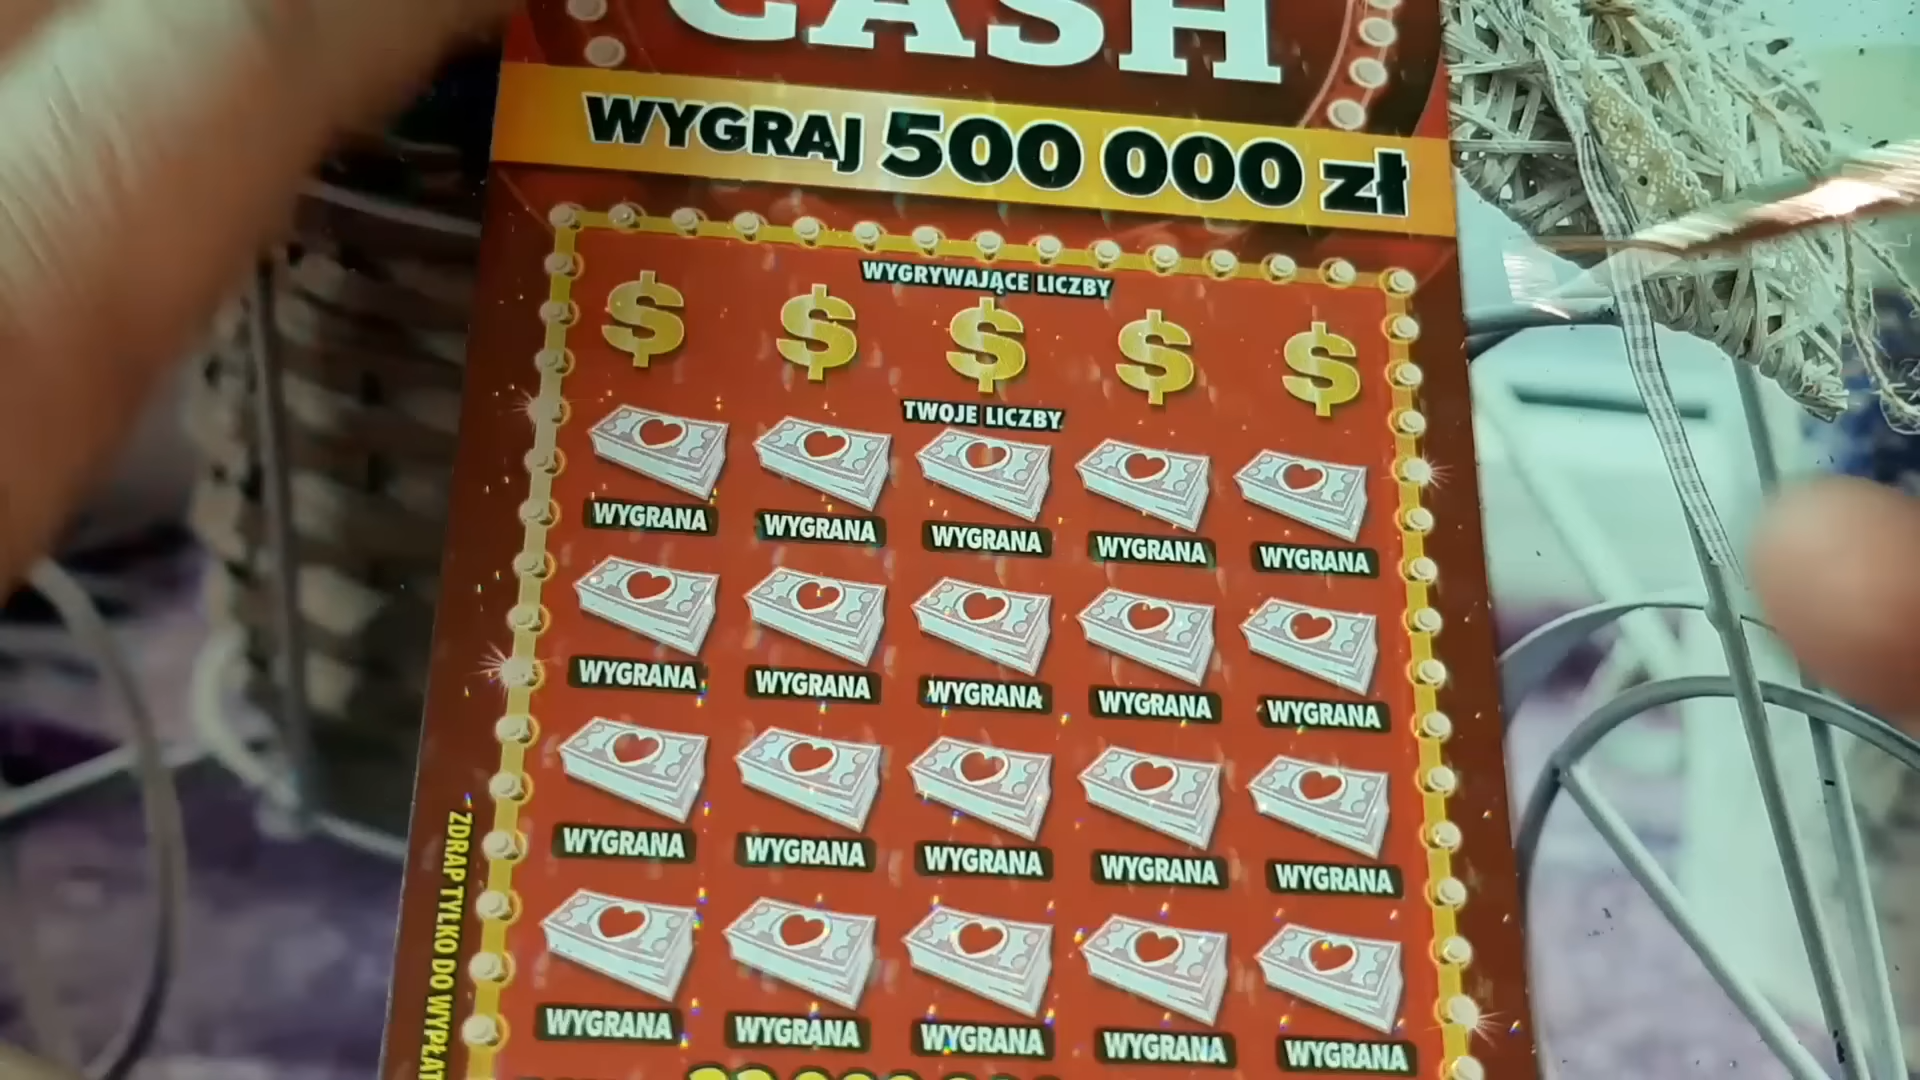 CASH
WYGRAJ 500 000 zł
WYGRYWAJĄCE LICZBY
TWOJE LICZBY
WYGRANA WYGRANA WYGRANA WYGRANA WYGRANA
WYGRANA WYGRANA WYGRANA WYGRANA WYGRANA
WYGRANA WYGRANA WYGRANA WYGRANA WYGRANA
WYGRANA WYGRANA WYGRANA WYGRANA WYGRANA
ZDRAP TYLKO DO